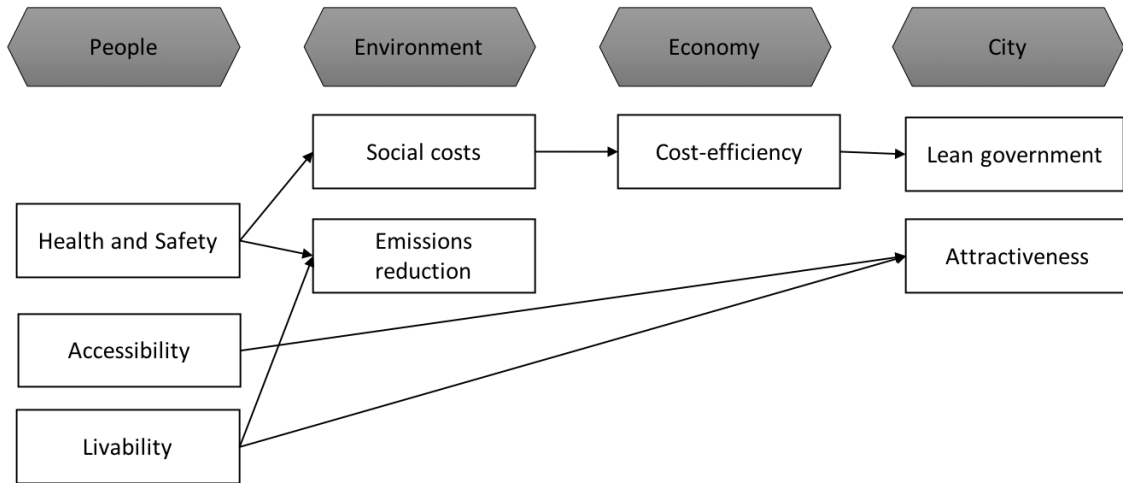 People
Environment
Economy
City
Social costs
Cost-efficiency
Lean government
Health and Safety
Emissions
reduction
Attractiveness
Accessibility
Livability